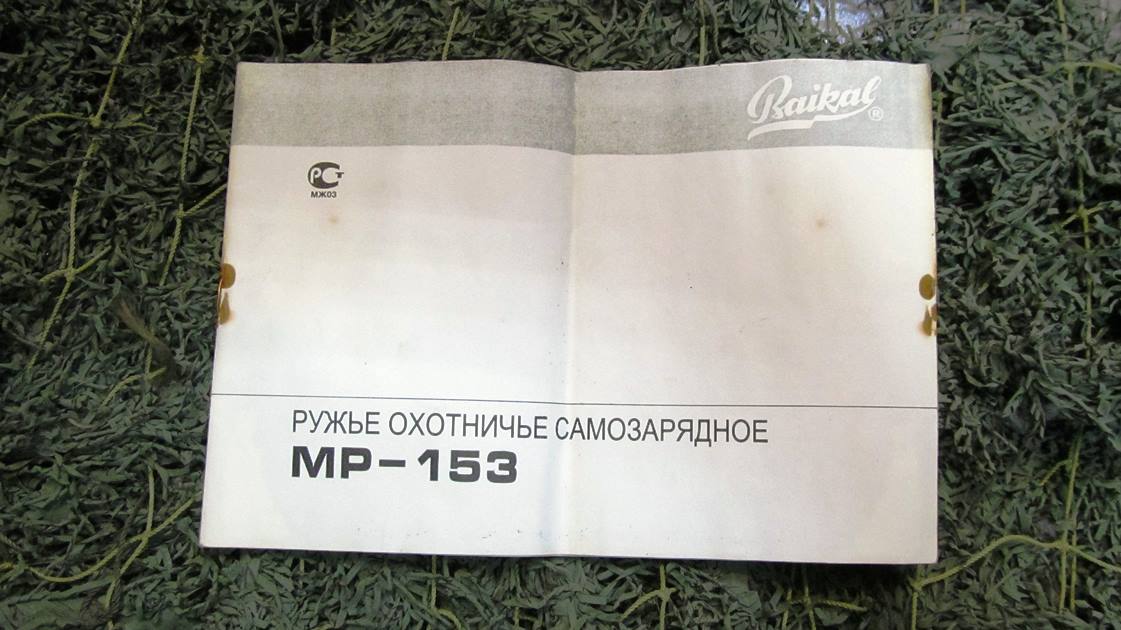 Baikal ®
РСТ
МЖ03
РУЖЬЕ ОХОТНИЧЬЕ САМОЗАРЯДНОЕ
МР-153